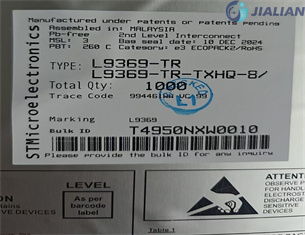 JIALIAN
Manufactured under patents or patents pending
Assembled in: MALAYSIA
Pb-free 2nd Level Interconnect
MSL: 3 Bag seal date: 10 DEC 2024
PBT: 260 C Category: e3 ECOPACK2/RoHS
TYPE: L9369-TR
L9369-TR-TXHQ-8/
Total Qty: 1000
Trace Code
Marking L9369
Bulk ID T4950NXW0010
Please provide the bulk ID for any inquiry
STMicroelectronics
LEVEL
As per
barcode
label
ATTENTI
OBSERVE P
FOR HANDL
ELECTROST
DISCHARGE
SENSITIVE
DEVICES